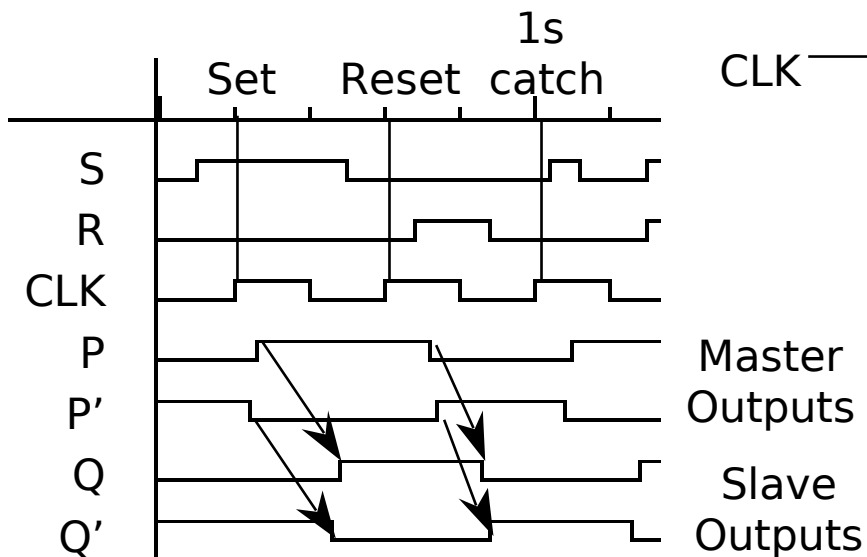 1s
Set Reset catch CLK
S
R
CLK
P Master
P’ Outputs
Q Slave
Q’ Outputs